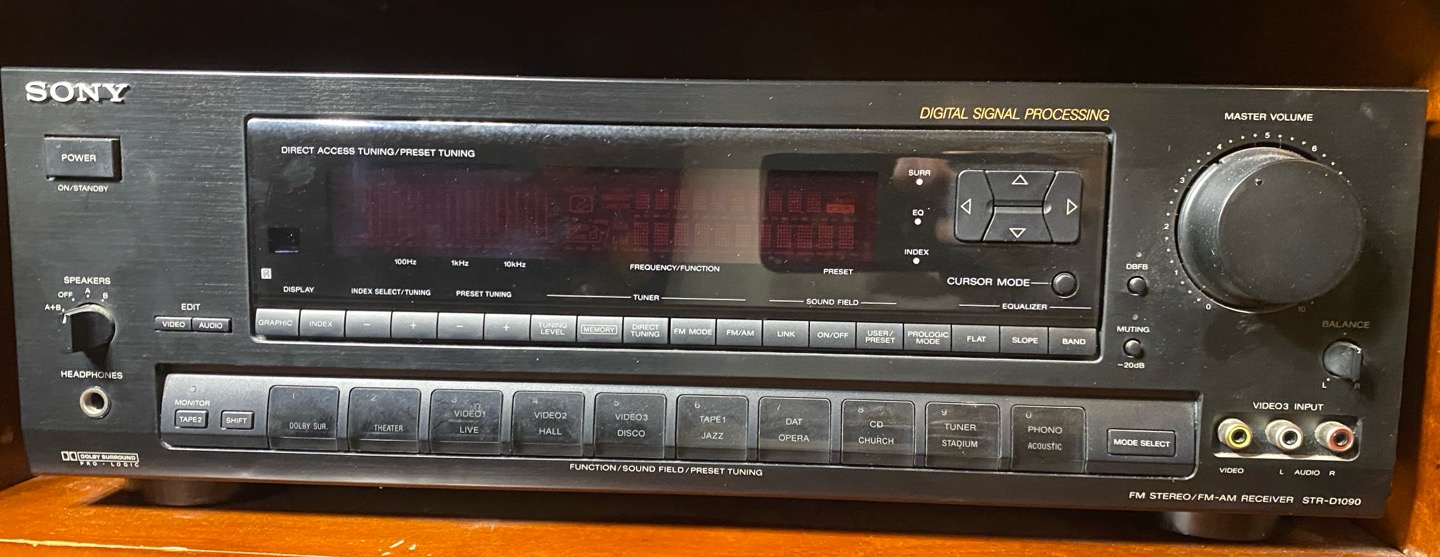 SONY
DIGITAL SIGNAL PROCESSING
MASTER VOLUME
POWER
ON/STANDBY
DIRECT ACCESS TUNING/PRESET TUNING
SURR
EQ
INDEX
CURSOR MODE
100Hz 1kHz 10kHz
FREQUENCY/FUNCTION
PRESET
DISPLAY
INDEX SELECT/TUNING
PRESET TUNING
TUNER
SOUND FIELD
EQUALIZER
GRAPHIC
INDEX
− + − +
TUNING LEVEL
MEMORY
DIRECT TUNING
FM MODE
FM/AM
LINK
ON/OFF
USER/PRESET
PROLOGIC MODE
FLAT
SLOPE
BAND
SPEAKERS
OFF A B
A+B
EDIT
VIDEO AUDIO
HEADPHONES
DBFB
MUTING
−20dB
0 2 3 5 6 10
BALANCE
L R
MONITOR
TAPE2
SHIFT
1 DOLBY SUR
2 THEATER
3 VIDEO1 LIVE
4 VIDEO2 HALL
5 VIDEO3 DISCO
6 TAPE1 JAZZ
7 DAT OPERA
8 CD CHURCH
9 TUNER STADIUM
0 PHONO ACOUSTIC
MODE SELECT
FUNCTION/SOUND FIELD/PRESET TUNING
DOLBY SURROUND
PRO · LOGIC
VIDEO3 INPUT
VIDEO L AUDIO R
FM STEREO/FM-AM RECEIVER STR-D1090